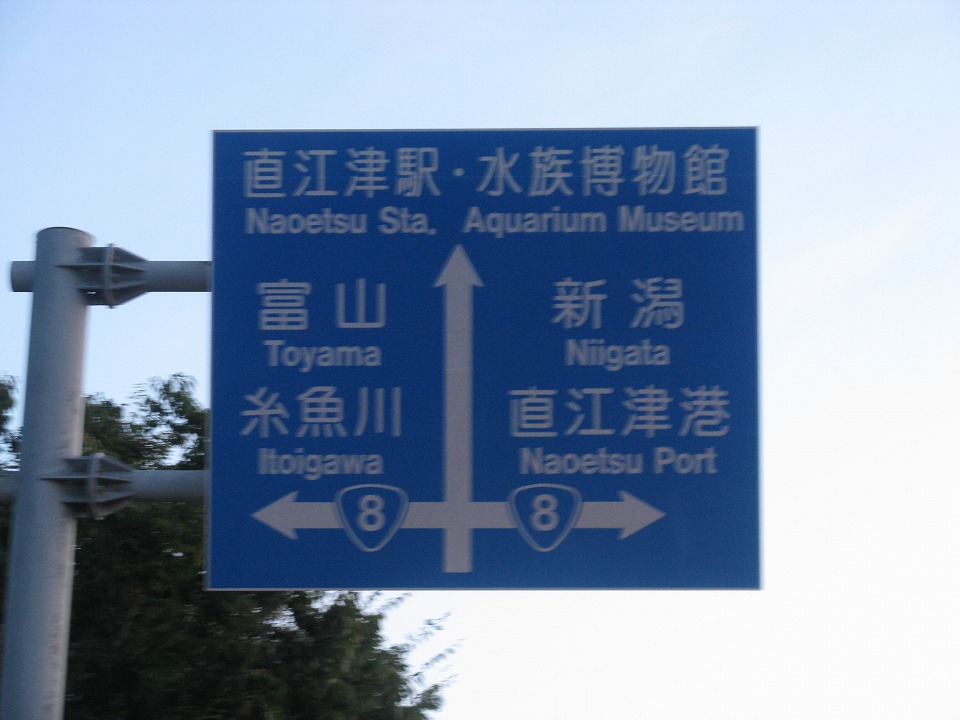 直江津駅・水族博物館
Naoetsu Sta. Aquarium Museum
富山
Toyama
糸魚川
Itoigawa
新潟
Niigata
直江津港
Naoetsu Port
8
8